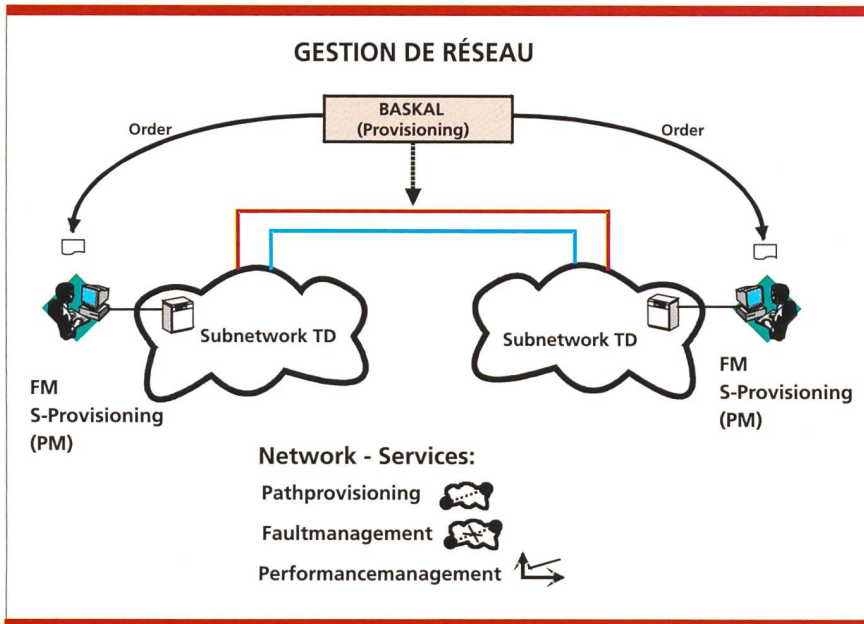 GESTION DE RÉSEAU
BASKAL
(Provisioning)
Order
Order
Subnetwork TD
Subnetwork TD
FM
S-Provisioning
(PM)
FM
S-Provisioning
(PM)
Network - Services:
Pathprovisioning
Faultmanagement
Performancemanagement